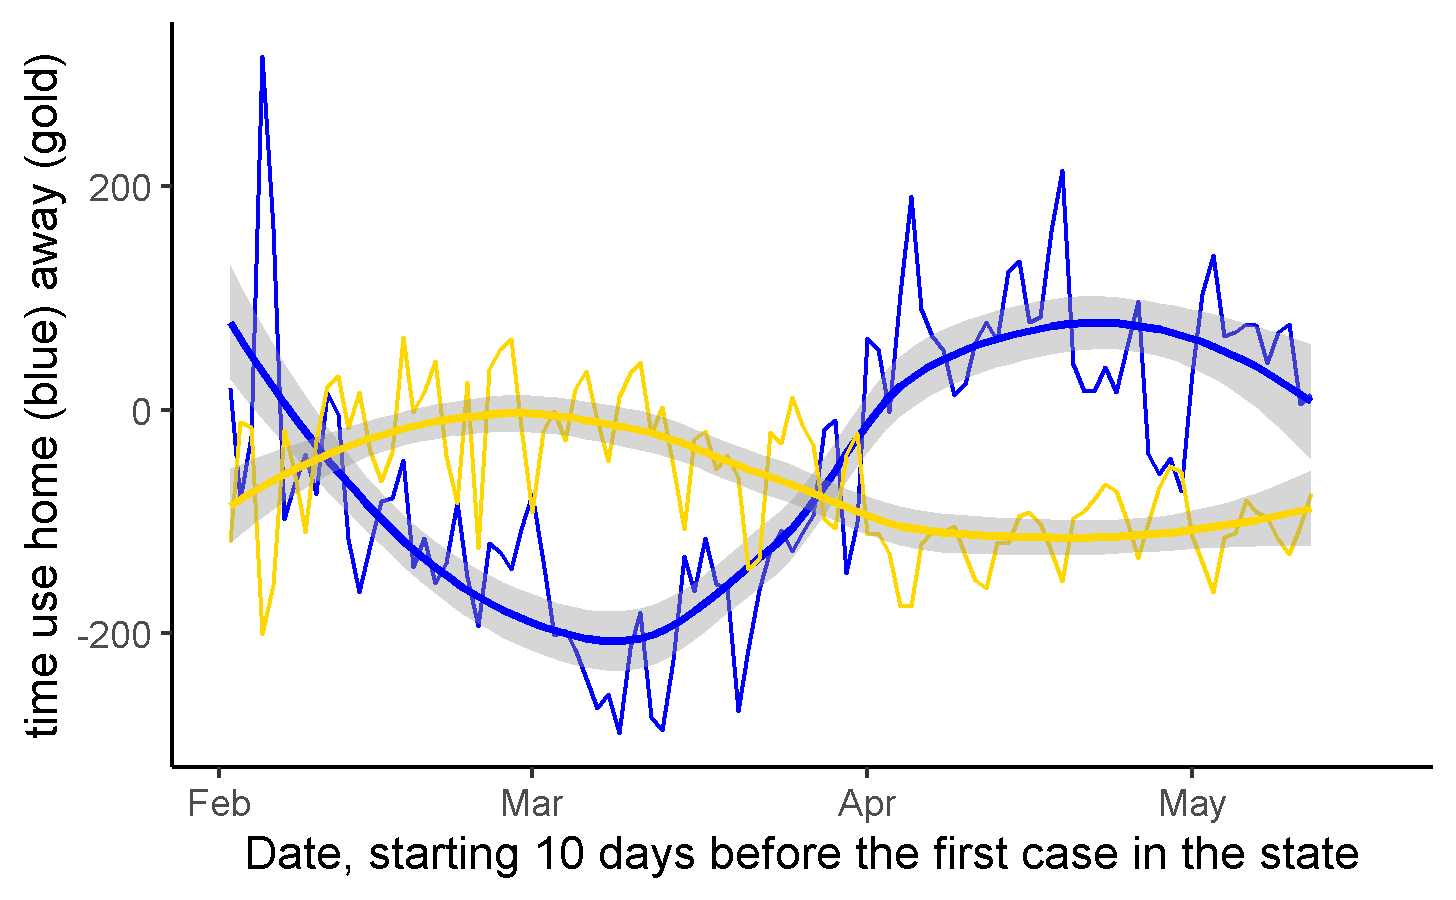 time use home (blue) away (gold)
200
0
-200
Feb
Mar
Apr
May
Date, starting 10 days before the first case in the state